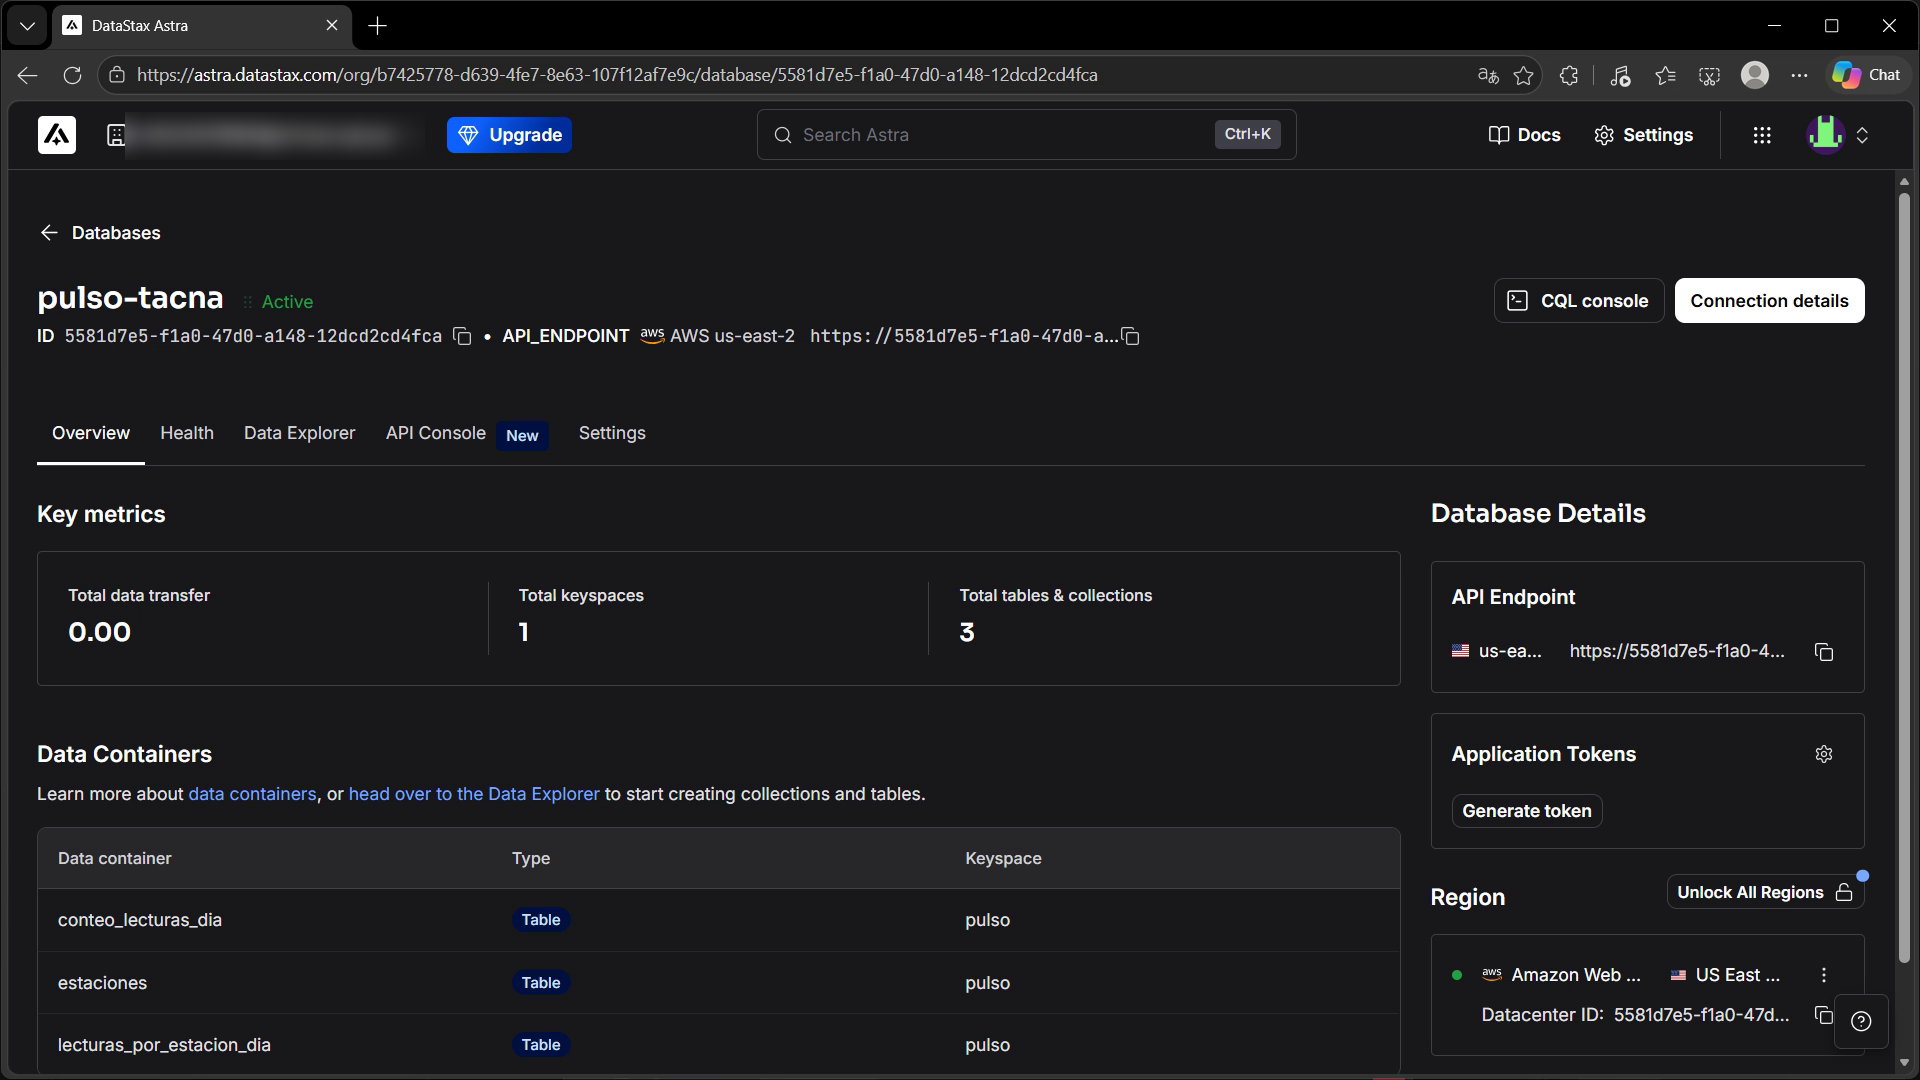 DataStax Astra
https://astra.datastax.com/org/b7425778-d639-4fe7-8e63-107f12af7e9c/database/5581d7e5-f1a0-47d0-a148-12dcd2cd4fca
Chat
Upgrade
Search Astra
Ctrl+K
Docs
Settings
Databases
pulso-tacna
Active
CQL console
Connection details
ID 5581d7e5-f1a0-47d0-a148-12dcd2cd4fca • API_ENDPOINT aws AWS us-east-2 https://5581d7e5-f1a0-47d0-a...
Overview
Health
Data Explorer
API Console
New
Settings
Key metrics
Total data transfer
0.00
Total keyspaces
1
Total tables & collections
3
Data Containers
Learn more about data containers, or head over to the Data Explorer to start creating collections and tables.
Data container Type Keyspace
conteo_lecturas_dia Table pulso
estaciones Table pulso
lecturas_por_estacion_dia Table pulso
Database Details
API Endpoint
us-ea... https://5581d7e5-f1a0-4...
Application Tokens
Generate token
Region
Unlock All Regions
aws Amazon Web ... US East ...
Datacenter ID: 5581d7e5-f1a0-47d...